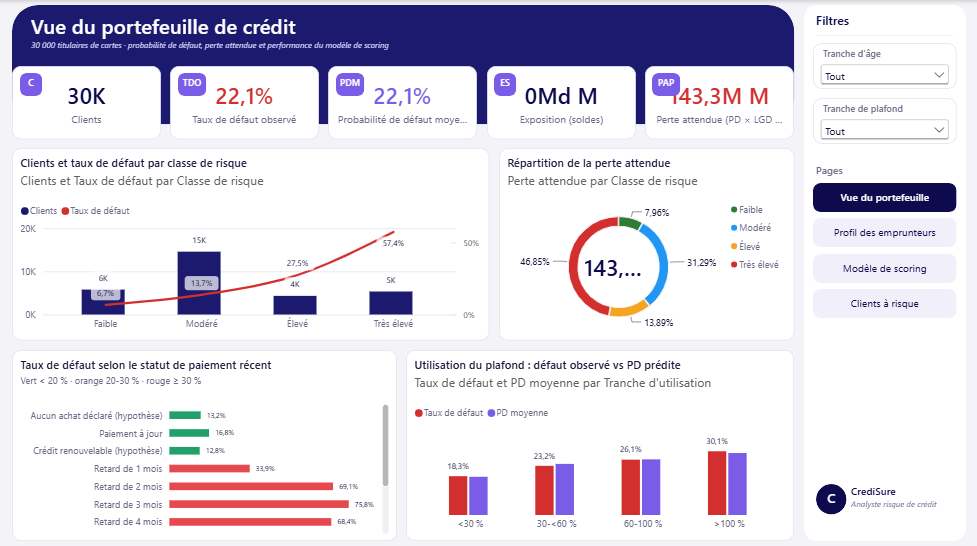 Vue du portefeuille de crédit
30 000 titulaires de cartes · probabilité de défaut, perte attendue et performance du modèle de scoring
C
30K
Clients
TDO
22,1%
Taux de défaut observé
PDM
22,1%
Probabilité de défaut moye...
ES
0Md M
Exposition (soldes)
PAP
143,3M M
Perte attendue (PD × LGD ...
Clients et taux de défaut par classe de risque
Clients et Taux de défaut par Classe de risque
Clients
Taux de défaut
20K
10K
0K
50%
0%
6K
6,7%
15K
13,7%
27,5%
4K
57,4%
5K
Faible
Modéré
Élevé
Très élevé
Répartition de la perte attendue
Perte attendue par Classe de risque
7,96%
31,29%
13,89%
46,85%
143,...
Faible
Modéré
Élevé
Très élevé
Taux de défaut selon le statut de paiement récent
Vert < 20 % · orange 20-30 % · rouge ≥ 30 %
Aucun achat déclaré (hypothèse) 13,2%
Paiement à jour 16,8%
Crédit renouvelable (hypothèse) 12,8%
Retard de 1 mois 33,9%
Retard de 2 mois 69,1%
Retard de 3 mois 75,8%
Retard de 4 mois 68,4%
Utilisation du plafond : défaut observé vs PD prédite
Taux de défaut et PD moyenne par Tranche d'utilisation
Taux de défaut
PD moyenne
18,3%
23,2%
26,1%
30,1%
<30 %
30-<60 %
60-100 %
>100 %
Filtres
Tranche d'âge
Tout
Tranche de plafond
Tout
Pages
Vue du portefeuille
Profil des emprunteurs
Modèle de scoring
Clients à risque
C
CrediSure
Analyste risque de crédit